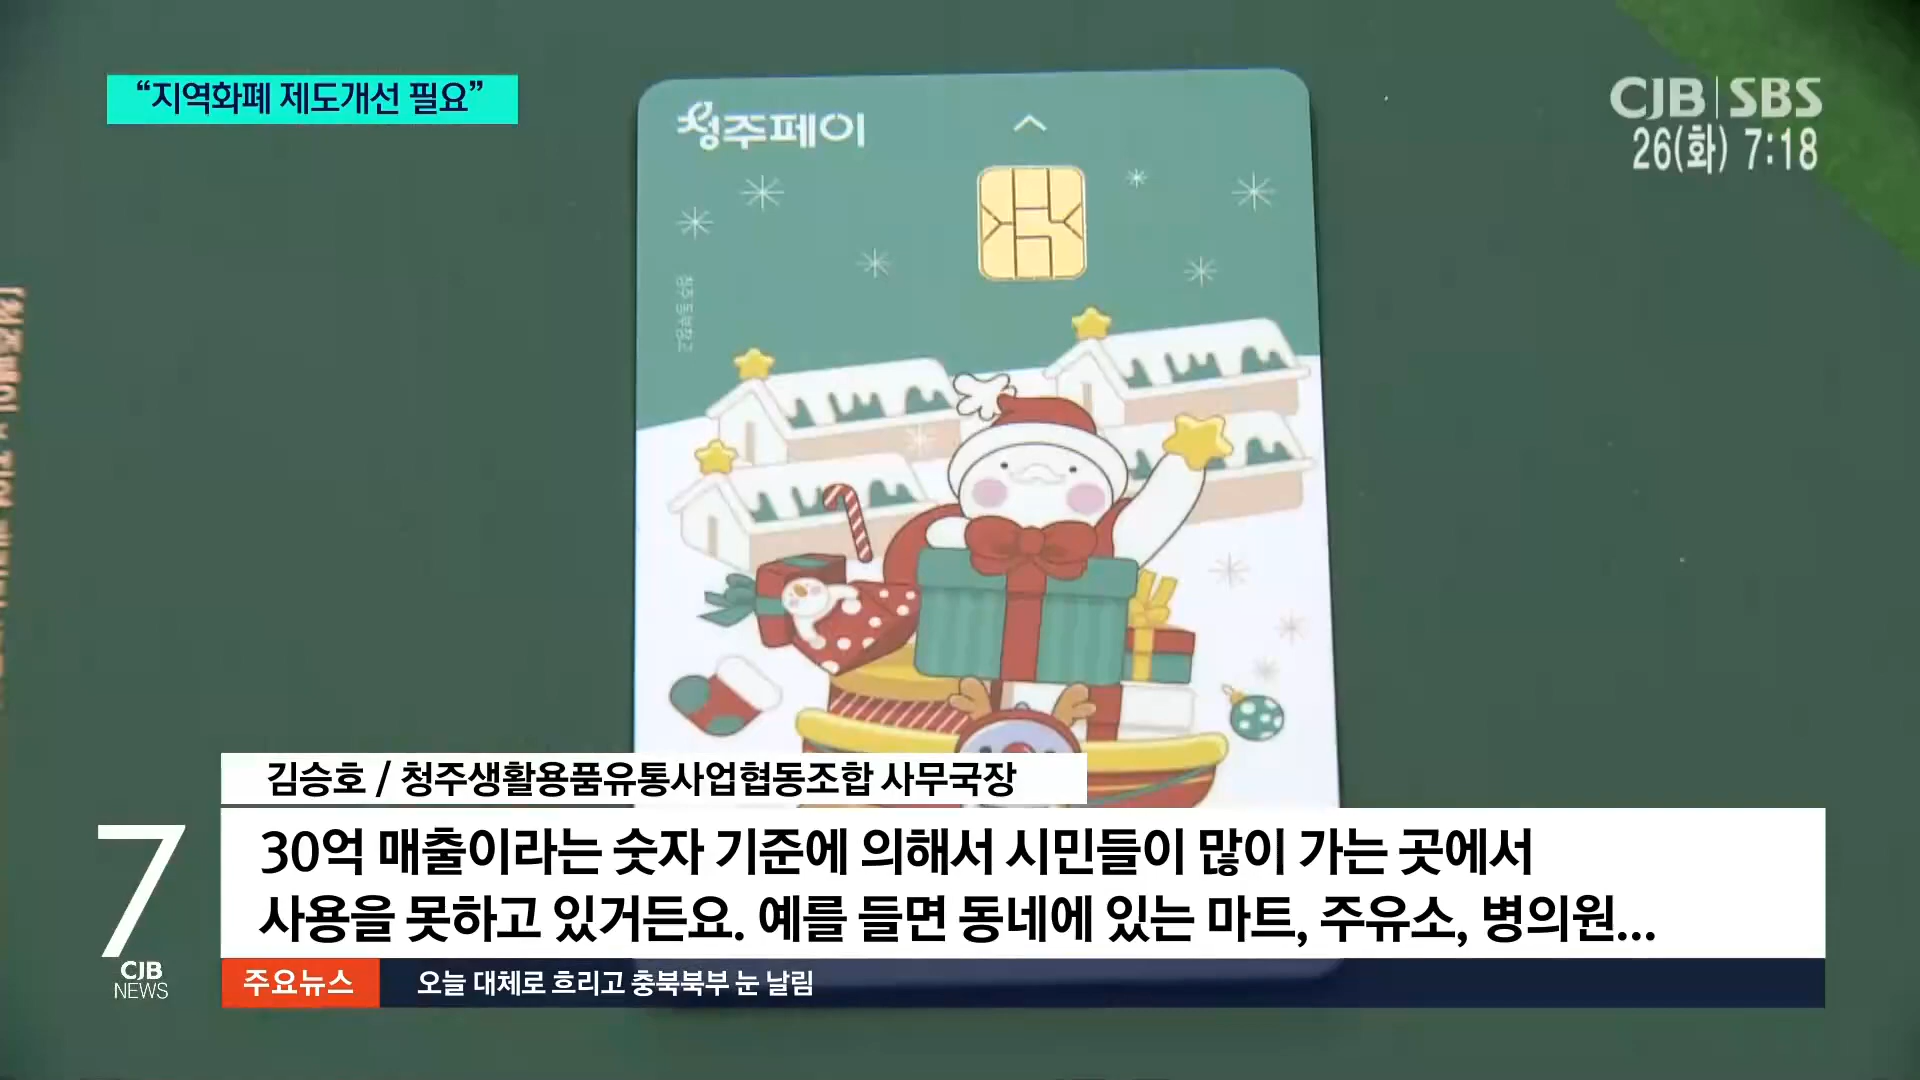 “지역화폐 제도개선 필요”
CJB SBS
26(화) 7:18
청주페이
김승호 / 청주생활용품유통사업협동조합 사무국장
30억 매출이라는 숫자 기준에 의해서 시민들이 많이 가는 곳에서
사용을 못하고 있거든요. 예를 들면 동네에 있는 마트, 주유소, 병의원...
7
CJB
NEWS
주요뉴스
오늘 대체로 흐리고 충북북부 눈 날림